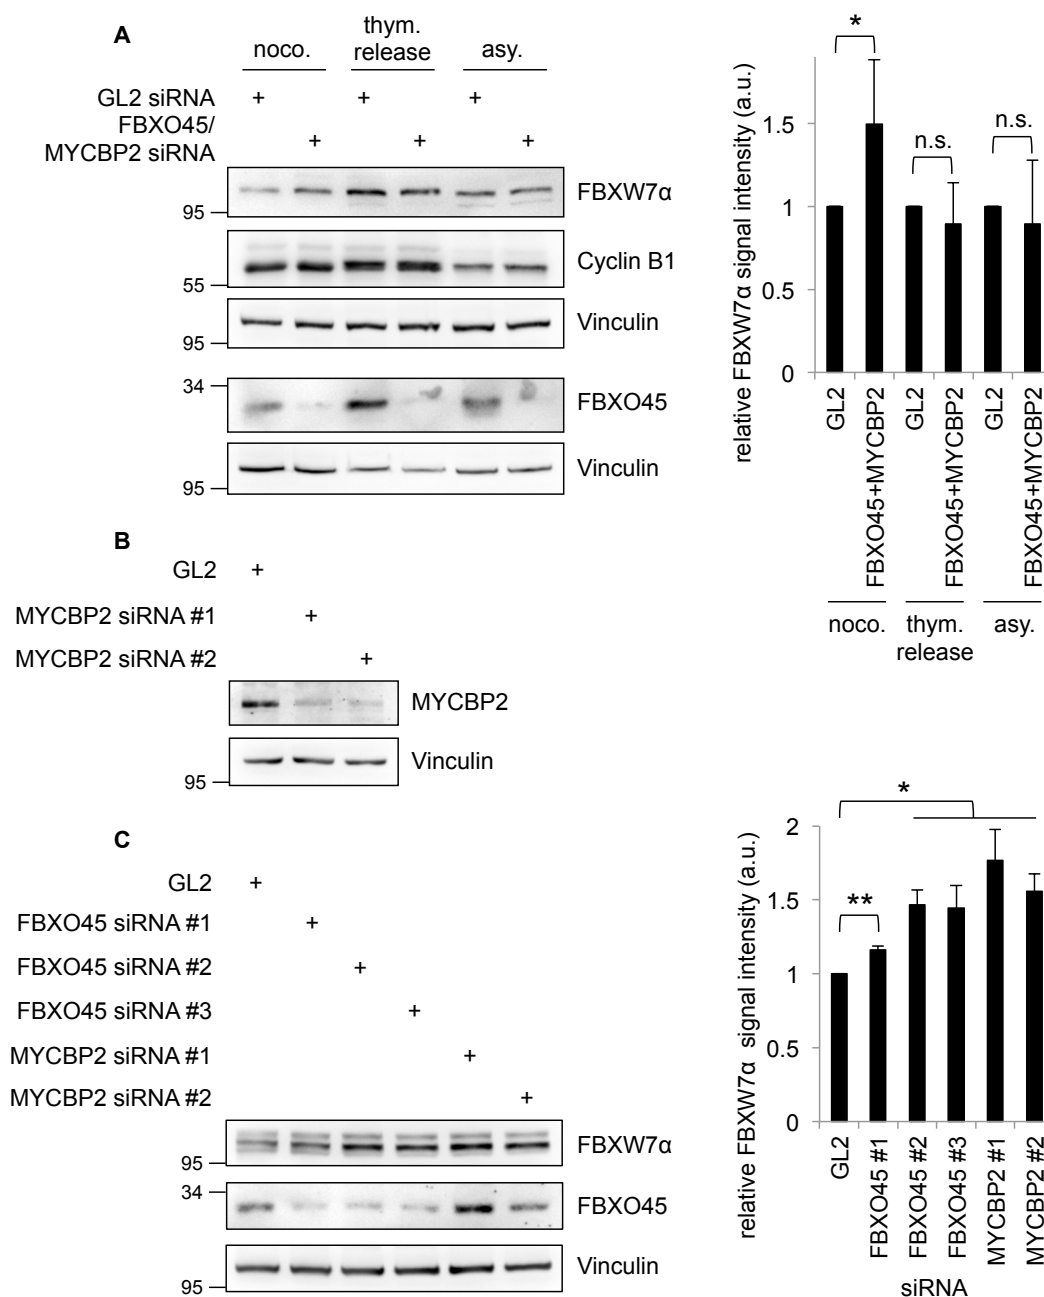 A
noco.
thym.
release
asy.
GL2 siRNA
+ + +
FBXO45/
MYCBP2 siRNA
+ + +
FBXW7α
95
Cyclin B1
55
Vinculin
95
34
FBXO45
Vinculin
95
relative FBXW7α signal intensity (a.u.)
1.5
1
0.5
0
*
n.s.
n.s.
GL2
FBXO45+MYCBP2
GL2
FBXO45+MYCBP2
GL2
FBXO45+MYCBP2
noco.
thym.
release
asy.
B
GL2 +
MYCBP2 siRNA #1 +
MYCBP2 siRNA #2 +
MYCBP2
Vinculin
95
C
GL2 +
FBXO45 siRNA #1 +
FBXO45 siRNA #2 +
FBXO45 siRNA #3 +
MYCBP2 siRNA #1 +
MYCBP2 siRNA #2 +
FBXW7α
95
34
FBXO45
Vinculin
95
relative FBXW7α signal intensity (a.u.)
2
1.5
1
0.5
0
*
**
GL2
FBXO45 #1
FBXO45 #2
FBXO45 #3
MYCBP2 #1
MYCBP2 #2
siRNA